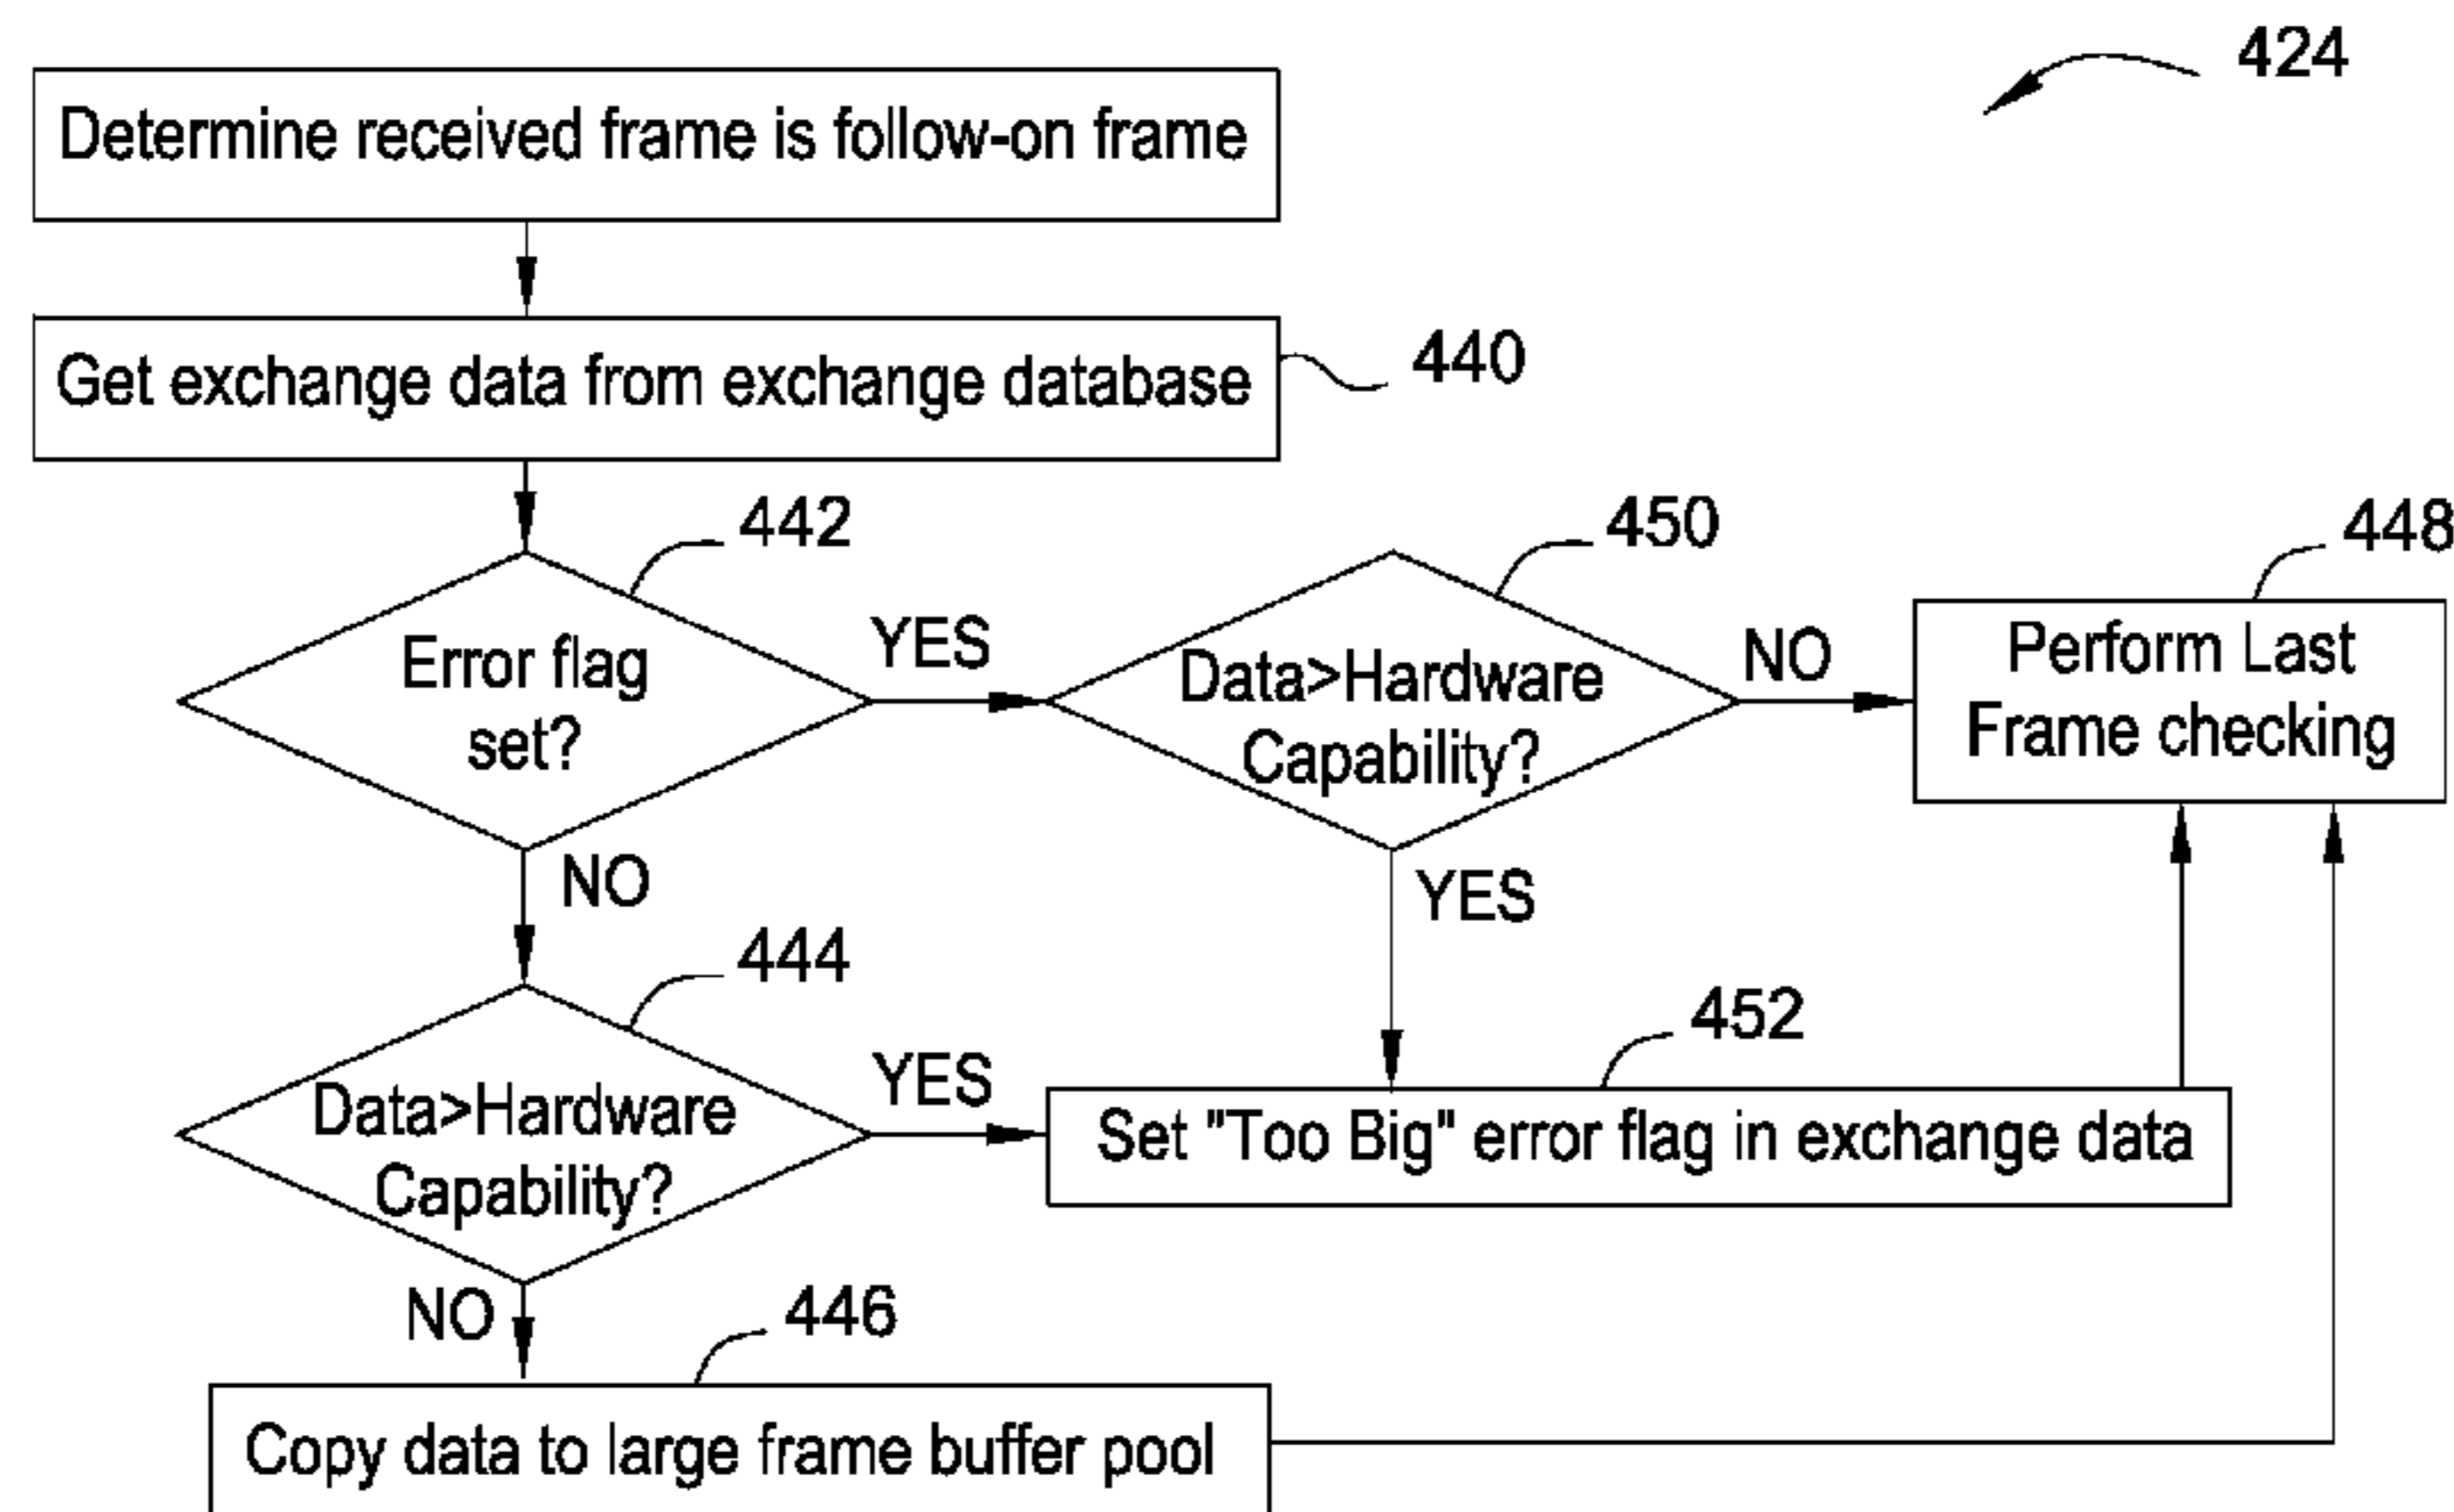 424
Determine received frame is follow-on frame
Get exchange data from exchange database
440
442
Error flag
set?
YES
NO
450
Data>Hardware
Capability?
NO
YES
448
Perform Last
Frame checking
444
Data>Hardware
Capability?
YES
NO
452
Set "Too Big" error flag in exchange data
446
Copy data to large frame buffer pool